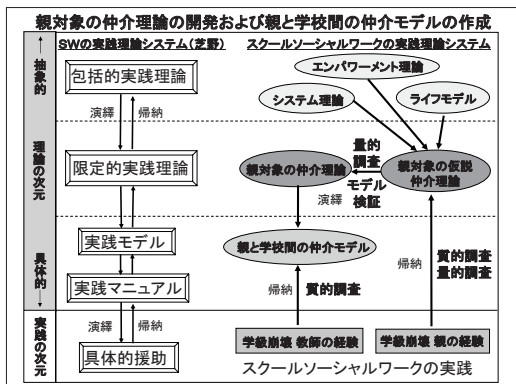 親対象の仲介理論の開発および親と学校間の仲介モデルの作成
SWの実践理論システム(芝野)
スクールソーシャルワークの実践理論システム
抽象的
理論の次元
具体的
実践の次元
包括的実践理論
演繹
帰納
限定的実践理論
実践モデル
実践マニュアル
演繹
帰納
具体的援助
エンパワーメント理論
システム理論
ライフモデル
量的
調査
親対象の仲介理論
モデル
検証
親対象の仮説
仲介理論
演繹
親と学校間の仲介モデル
帰納
質的調査
帰納
質的調査
量的調査
学級崩壊 教師の経験
学級崩壊 親の経験
スクールソーシャルワークの実践